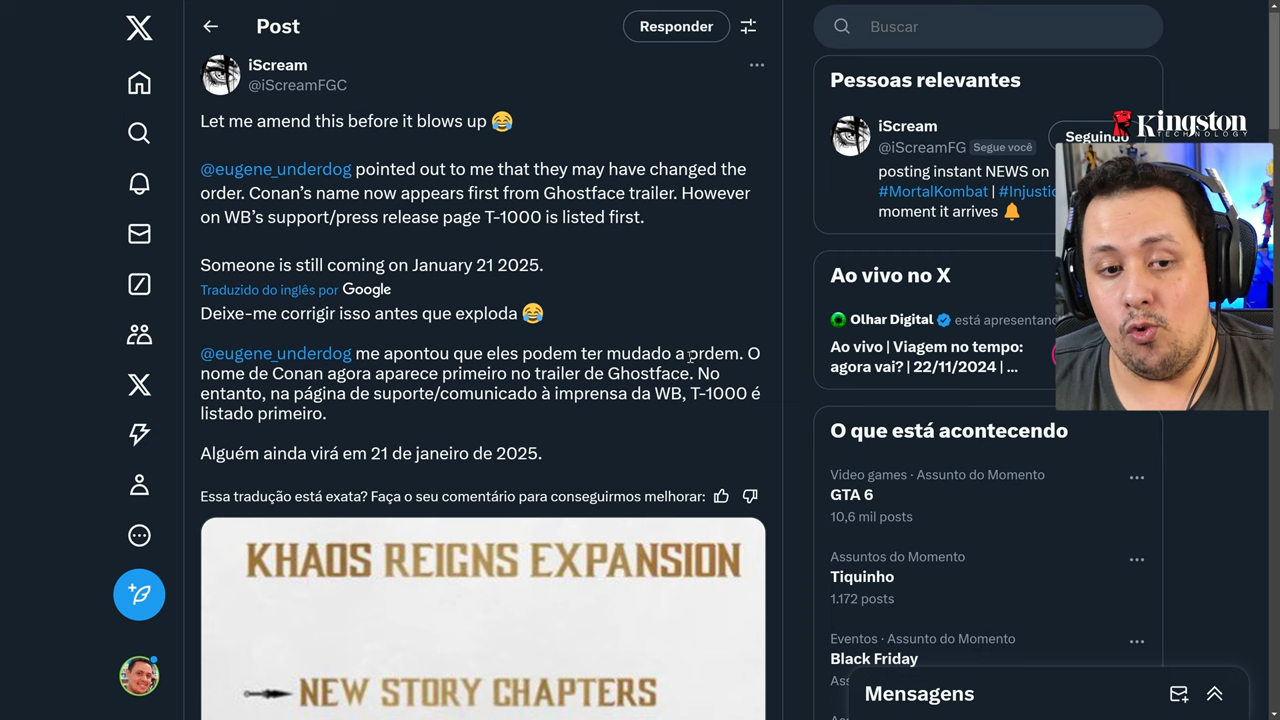 Post
Responder
iScream
@iScreamFGC
Let me amend this before it blows up 😂
@eugene_underdog pointed out to me that they may have changed the
order. Conan’s name now appears first from Ghostface trailer. However
on WB’s support/press release page T-1000 is listed first.
Someone is still coming on January 21 2025.
Traduzido do inglês por Google
Deixe-me corrigir isso antes que exploda 😂
@eugene_underdog me apontou que eles podem ter mudado a ordem. O
nome de Conan agora aparece primeiro no trailer de Ghostface. No
entanto, na página de suporte/comunicado à imprensa da WB, T-1000 é
listado primeiro.
Alguém ainda virá em 21 de janeiro de 2025.
Essa tradução está exata? Faça o seu comentário para conseguirmos melhorar:
KHAOS REIGNS EXPANSION
NEW STORY CHAPTERS
Buscar
Pessoas relevantes
Kingston
TECHNOLOGY
iScream
@iScreamFG Segue você
Seguindo
posting instant NEWS on
#MortalKombat | #Injustic
moment it arrives 🔔
Ao vivo no X
Olhar Digital está apresentand
Ao vivo | Viagem no tempo:
agora vai? | 22/11/2024 | ...
O que está acontecendo
Video games · Assunto do Momento
GTA 6
10,6 mil posts
Assuntos do Momento
Tiquinho
1.172 posts
Eventos · Assunto do Momento
Black Friday
Mensagens